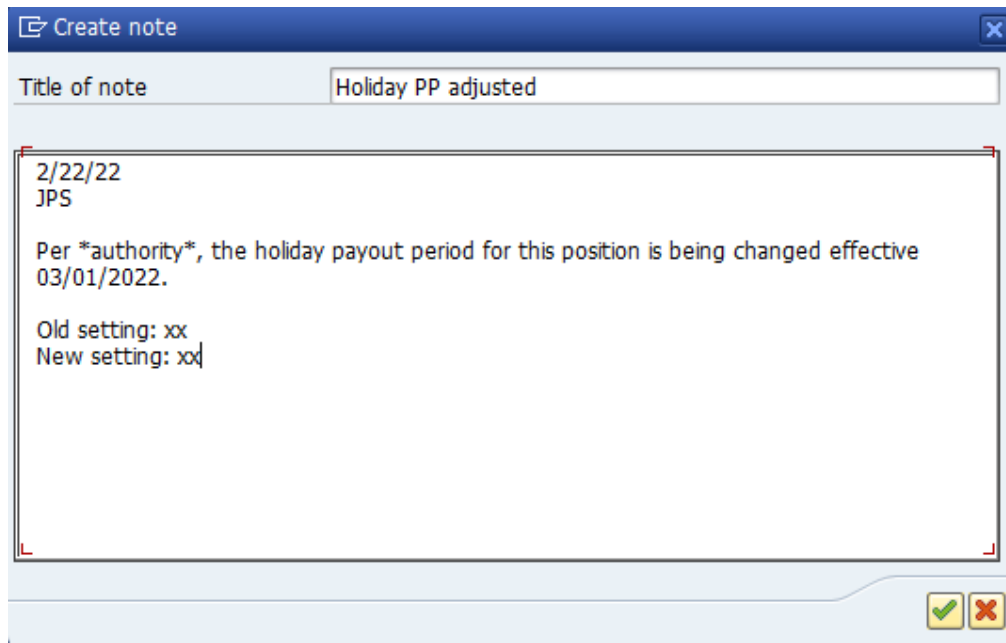 Create note
Title of note Holiday PP adjusted
2/22/22
JPS
Per *authority*, the holiday payout period for this position is being changed effective
03/01/2022.
Old setting: xx
New setting: xx